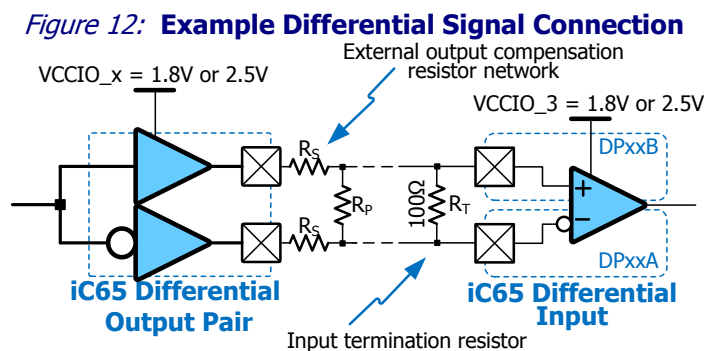 Figure 12: Example Differential Signal Connection
External output compensation
resistor network
VCCIO_x = 1.8V or 2.5V
VCCIO_3 = 1.8V or 2.5V
DPxxB
RS
RP
100Ω
RT
+
RS
−
DPxxA
iC65 Differential
Output Pair
iC65 Differential
Input
Input termination resistor